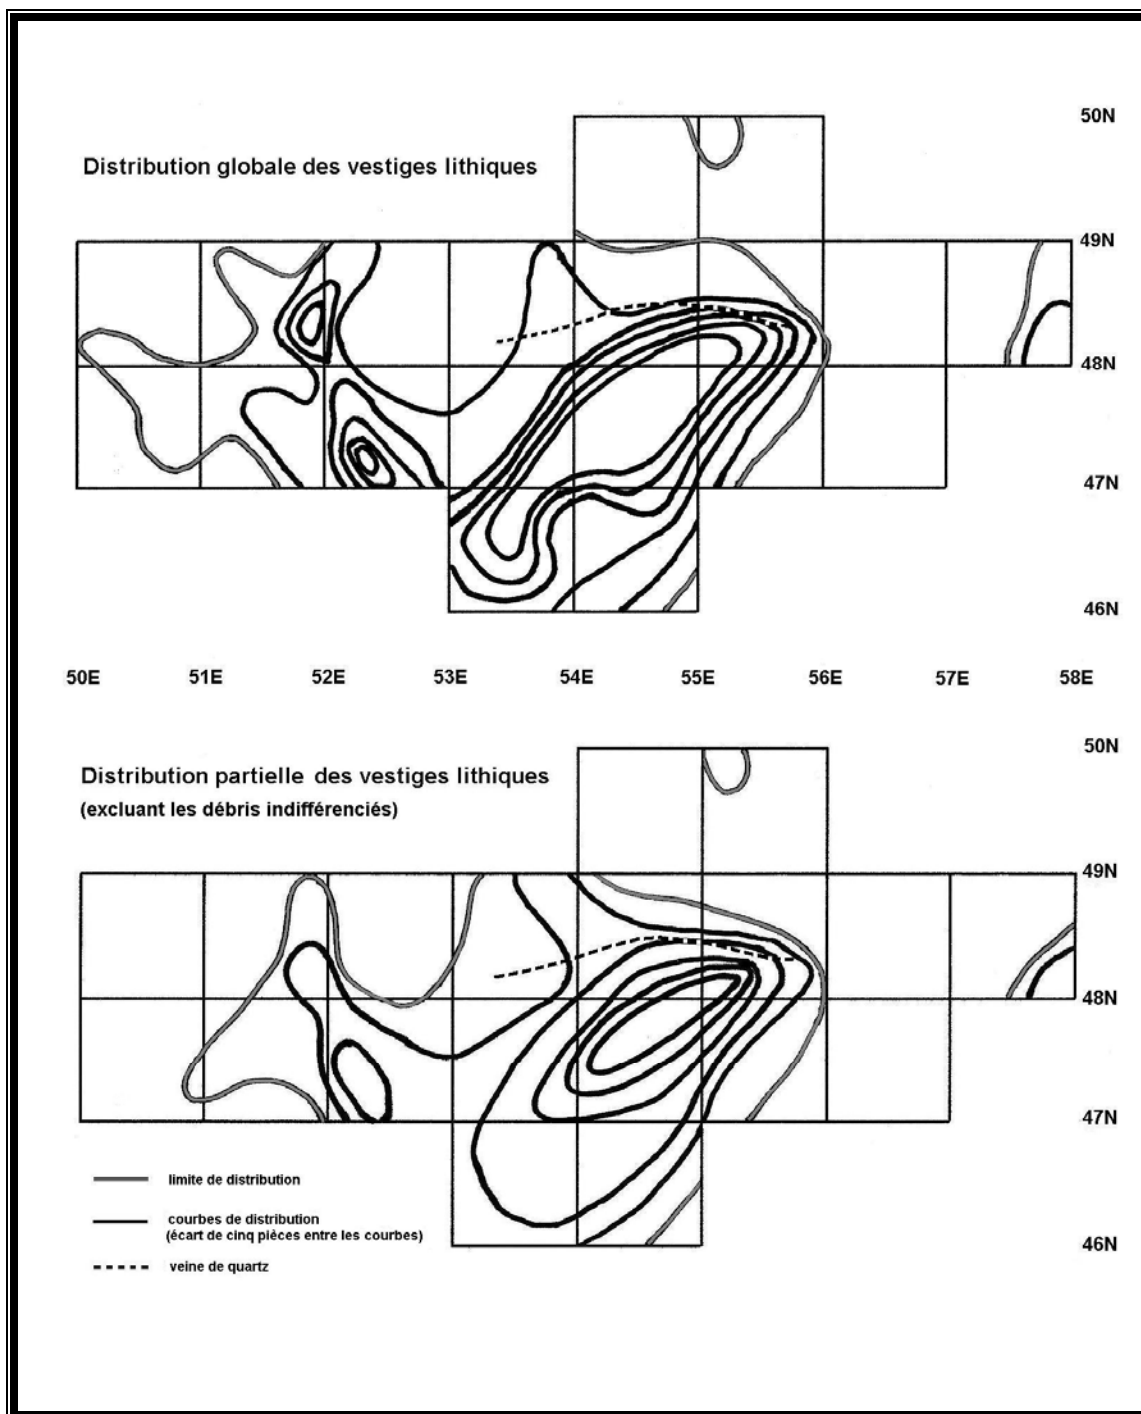 50N
Distribution globale des vestiges lithiques
49N
48N
47N
46N
50E 51E 52E 53E 54E 55E 56E 57E 58E
50N
Distribution partielle des vestiges lithiques
(excluant les débris indifférenciés)
49N
48N
47N
limite de distribution
courbes de distribution
(écart de cinq pièces entre les courbes)
46N
veine de quartz